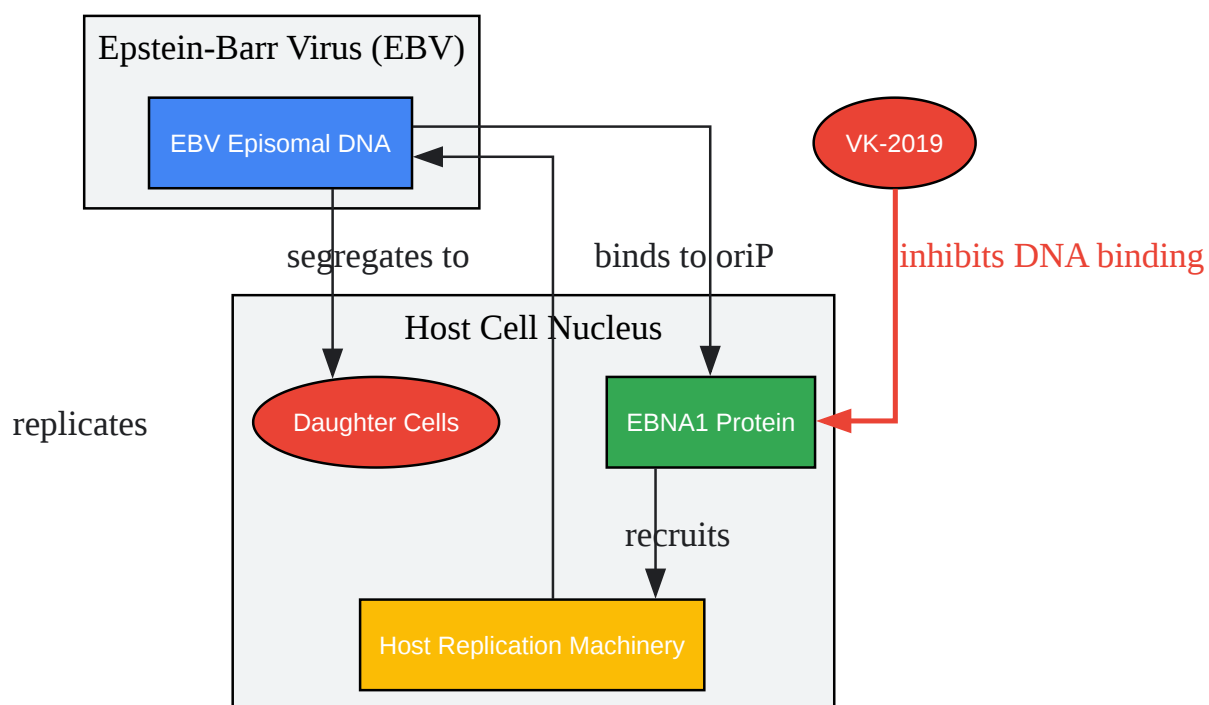 Epstein-Barr Virus (EBV)
EBV Episomal DNA
VK-2019
segregates to
binds to oriP
inhibits DNA binding
Host Cell Nucleus
replicates
Daughter Cells
EBNA1 Protein
recruits
Host Replication Machinery